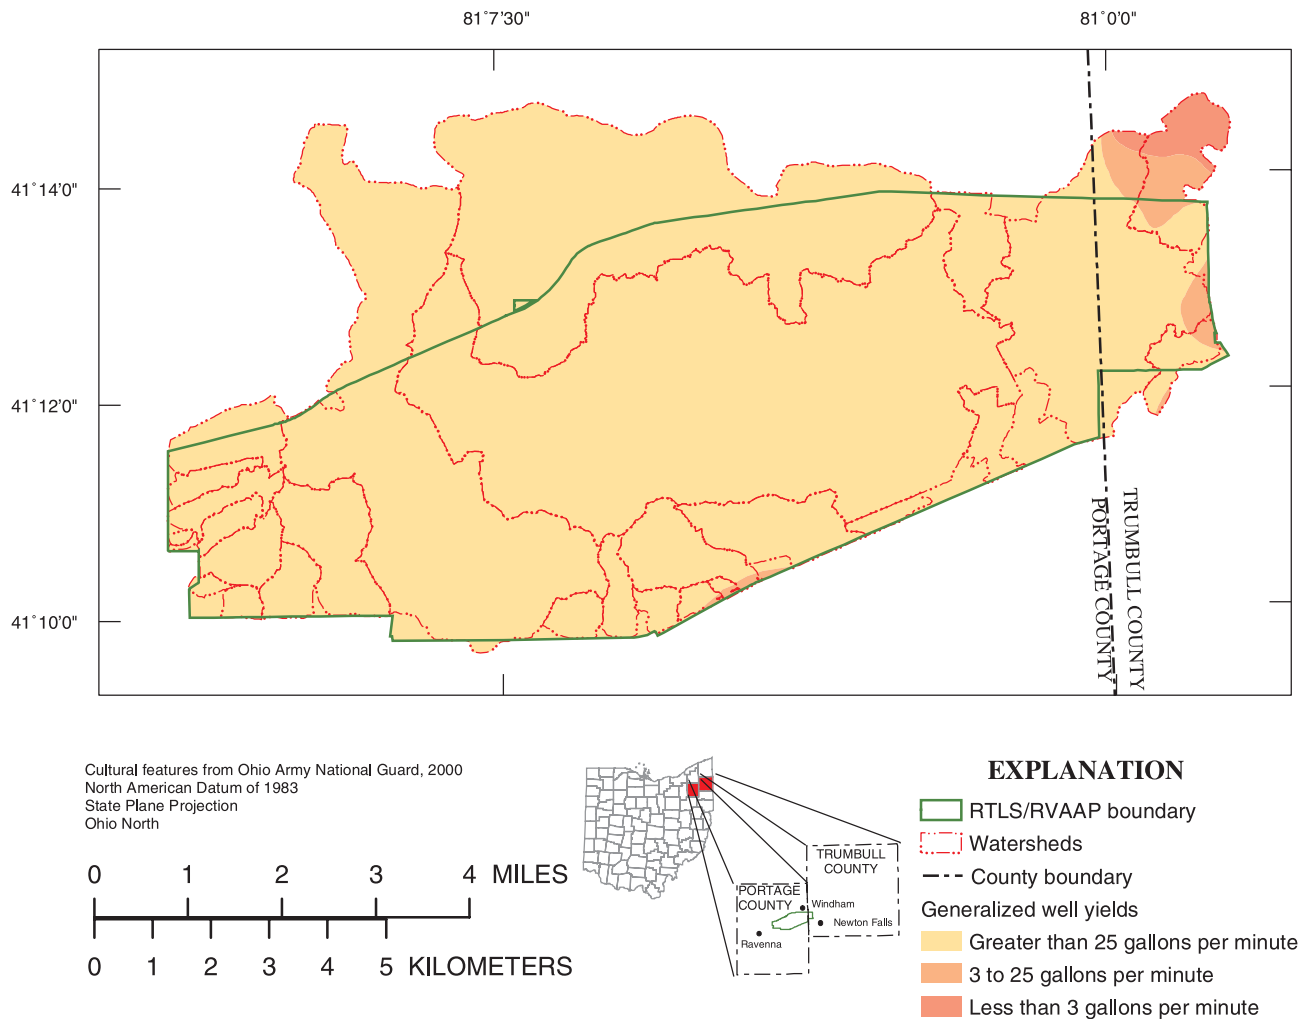 81˚7'30"
81˚0'0"
41˚14'0"
41˚12'0"
41˚10'0"
TRUMBULL COUNTY
PORTAGE COUNTY
Cultural features from Ohio Army National Guard, 2000
North American Datum of 1983
State Plane Projection
Ohio North
0 1 2 3 4 MILES
0 1 2 3 4 5 KILOMETERS
TRUMBULL
COUNTY
PORTAGE
COUNTY
Windham
Newton Falls
Ravenna
EXPLANATION
RTLS/RVAAP boundary
Watersheds
County boundary
Generalized well yields
Greater than 25 gallons per minute
3 to 25 gallons per minute
Less than 3 gallons per minute